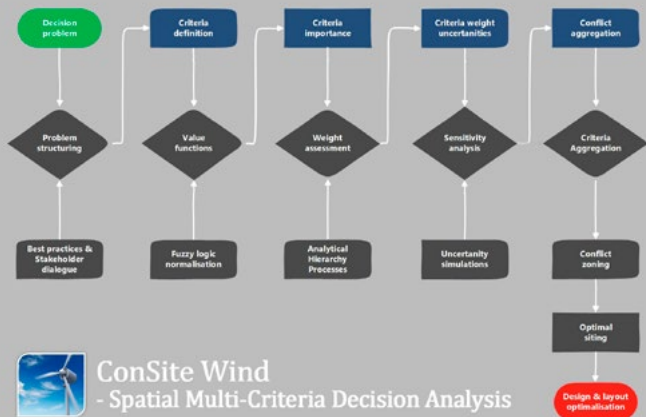 Decision
problem
Criteria
definition
Criteria
importance
Criteria weight
uncertanities
Conflict
aggregation
Problem
structuring
Value
functions
Weight
assessment
Sensitivity
analysis
Criteria
Aggregation
Best practices &
Stakeholder
dialogue
Fuzzy logic
normalisation
Analytical
Hierarchy
Processes
Uncertanity
simulations
Conflict
zoning
Optimal
siting
ConSite Wind
- Spatial Multi-Criteria Decision Analysis
Design & layout
optimalisation